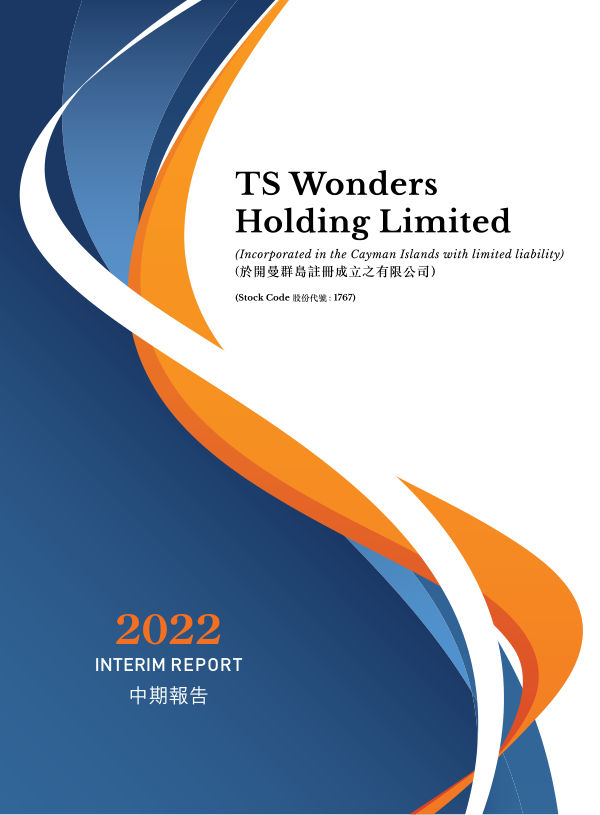 TS Wonders
Holding Limited
(Incorporated in the Cayman Islands with limited liability)
(於開曼群島註冊成立之有限公司)
(Stock Code 股份代號 : 1767)
2022
INTERIM REPORT
中期報告